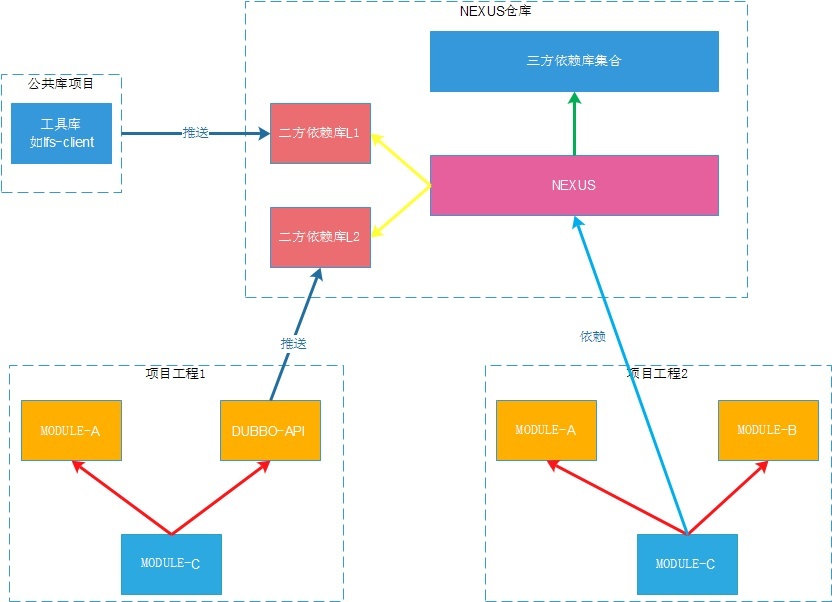 NEXUS仓库
三方依赖库集合
公共库项目
工具库
如lfs-client
推送
二方依赖库L1
NEXUS
二方依赖库L2
依赖
推送
项目工程1
项目工程2
MODULE-A
DUBBO-API
MODULE-A
MODULE-B
MODULE-C
MODULE-C